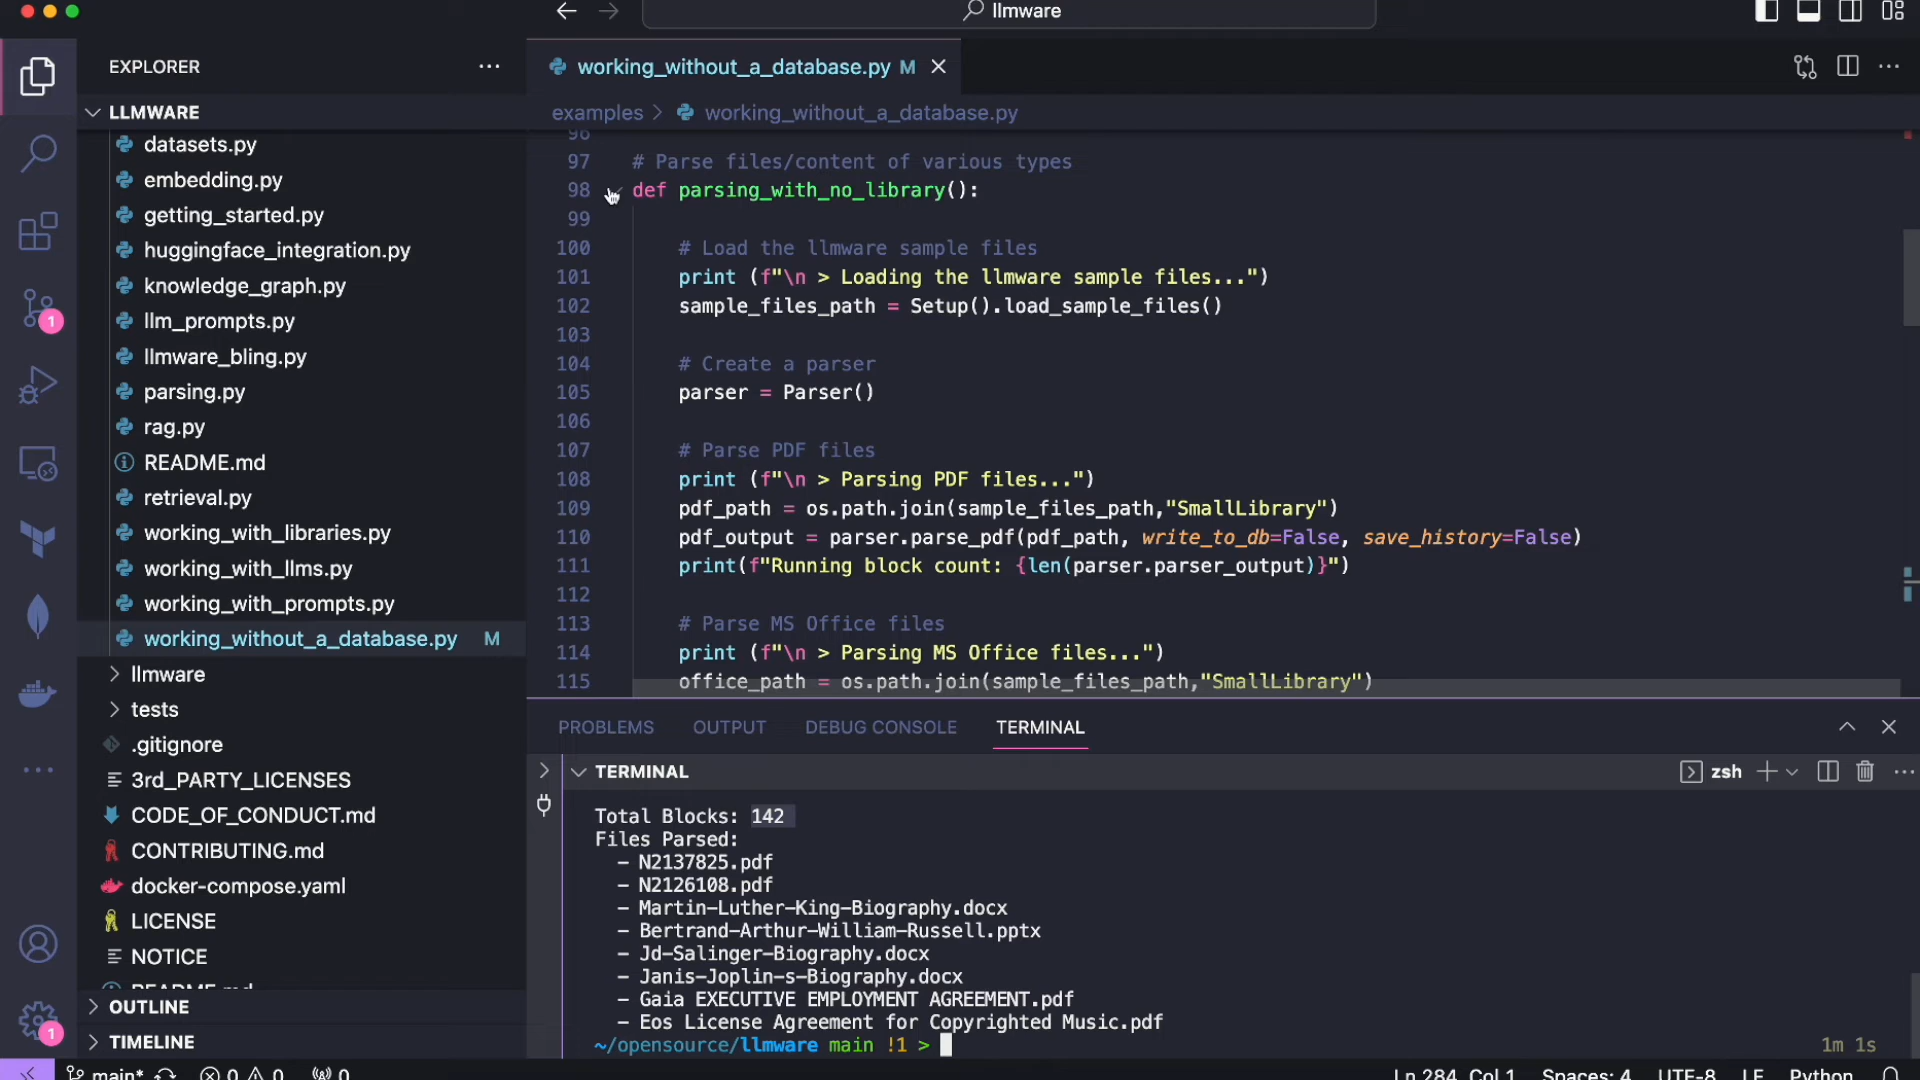 llmware
EXPLORER
LLMWARE
datasets.py
embedding.py
getting_started.py
huggingface_integration.py
knowledge_graph.py
llm_prompts.py
llmware_bling.py
parsing.py
rag.py
README.md
retrieval.py
working_with_libraries.py
working_with_llms.py
working_with_prompts.py
working_without_a_database.py M
llmware
tests
.gitignore
3rd_PARTY_LICENSES
CODE_OF_CONDUCT.md
CONTRIBUTING.md
docker-compose.yaml
LICENSE
NOTICE
README.md
OUTLINE
TIMELINE
1
1
working_without_a_database.py M
examples > working_without_a_database.py
96
97 # Parse files/content of various types
98 def parsing_with_no_library():
99
100 # Load the llmware sample files
101 print (f"\n > Loading the llmware sample files...")
102 sample_files_path = Setup().load_sample_files()
103
104 # Create a parser
105 parser = Parser()
106
107 # Parse PDF files
108 print (f"\n > Parsing PDF files...")
109 pdf_path = os.path.join(sample_files_path,"SmallLibrary")
110 pdf_output = parser.parse_pdf(pdf_path, write_to_db=False, save_history=False)
111 print(f"Running block count: {len(parser.parser_output)}")
112
113 # Parse MS Office files
114 print (f"\n > Parsing MS Office files...")
115 office_path = os.path.join(sample_files_path,"SmallLibrary")
PROBLEMS OUTPUT DEBUG CONSOLE TERMINAL
TERMINAL
zsh
Total Blocks: 142
Files Parsed:
- N2137825.pdf
- N2126108.pdf
- Martin-Luther-King-Biography.docx
- Bertrand-Arthur-William-Russell.pptx
- Jd-Salinger-Biography.docx
- Janis-Joplin-s-Biography.docx
- Gaia EXECUTIVE EMPLOYMENT AGREEMENT.pdf
- Eos License Agreement for Copyrighted Music.pdf
~/opensource/llmware main !1 > 1m 1s
main* 0 0 0 Ln 284, Col 1 Spaces: 4 UTF-8 LF Python